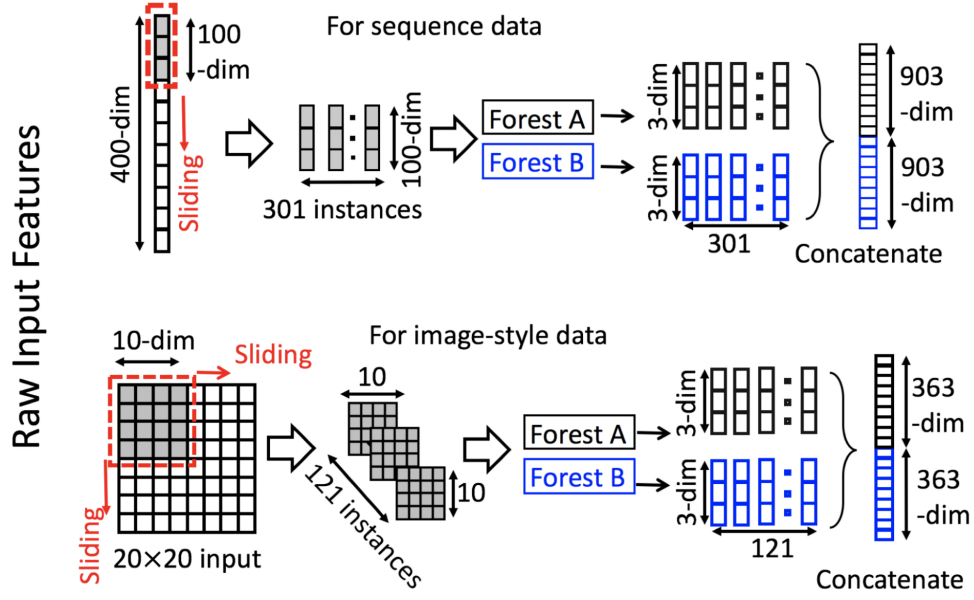 Raw Input Features
For sequence data
400-dim
100
-dim
Sliding
301 instances
100-dim
Forest A
Forest B
3-dim
3-dim
301
903
-dim
903
-dim
Concatenate
For image-style data
10-dim
Sliding
Sliding
20×20 input
10
10
121 instances
Forest A
Forest B
3-dim
3-dim
121
363
-dim
363
-dim
Concatenate